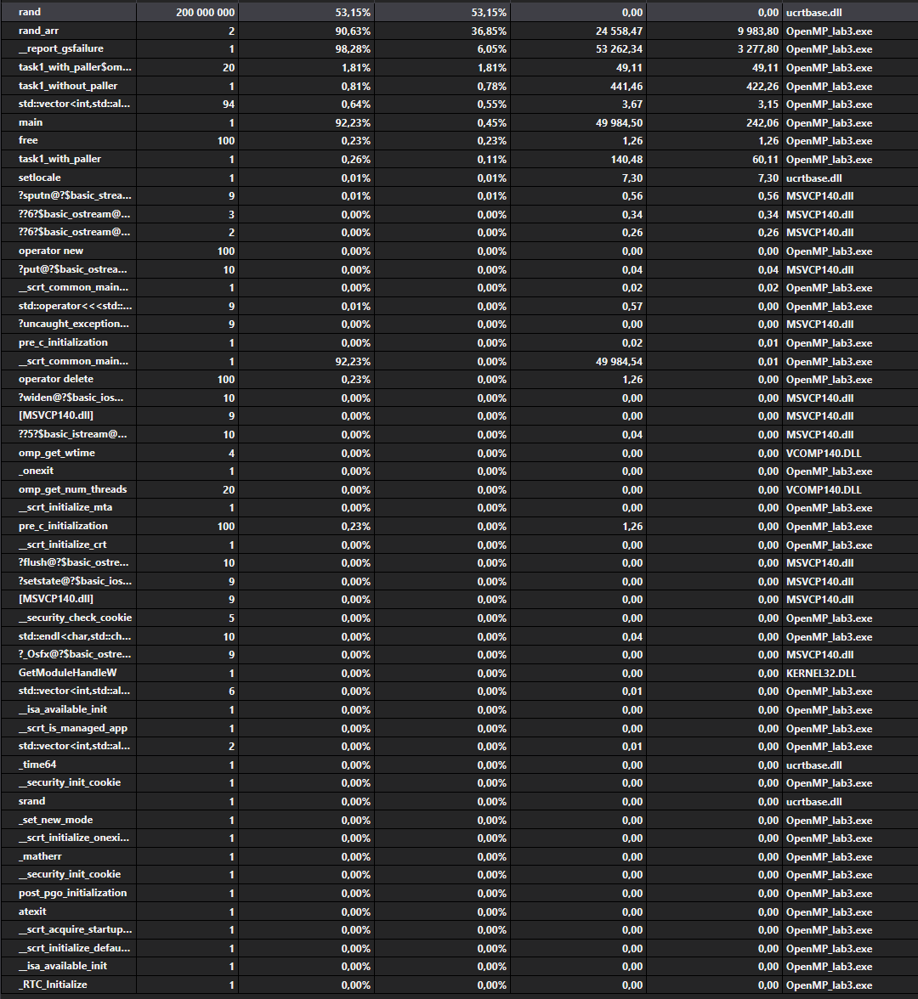 rand 200 000 000 53,15% 53,15% 0,00 0,00 ucrtbase.dll
rand_arr 2 90,63% 36,85% 24 558,47 9 983,80 OpenMP_lab3.exe
__report_gsfailure 1 98,28% 6,05% 53 262,34 3 277,80 OpenMP_lab3.exe
task1_with_paller$om... 20 1,81% 1,81% 49,11 49,11 OpenMP_lab3.exe
task1_without_paller 1 0,81% 0,78% 441,46 422,26 OpenMP_lab3.exe
std::vector<int,std::al... 94 0,64% 0,55% 3,67 3,15 OpenMP_lab3.exe
main 1 92,23% 0,45% 49 984,50 242,06 OpenMP_lab3.exe
free 100 0,23% 0,23% 1,26 1,26 OpenMP_lab3.exe
task1_with_paller 1 0,26% 0,11% 140,48 60,11 OpenMP_lab3.exe
setlocale 1 0,01% 0,01% 7,30 7,30 ucrtbase.dll
?sputn@?$basic_strea... 9 0,01% 0,01% 0,56 0,56 MSVCP140.dll
??6?$basic_ostream@... 3 0,00% 0,00% 0,34 0,34 MSVCP140.dll
??6?$basic_ostream@... 2 0,00% 0,00% 0,26 0,26 MSVCP140.dll
operator new 100 0,00% 0,00% 0,00 0,00 OpenMP_lab3.exe
?put@?$basic_ostrea... 10 0,00% 0,00% 0,04 0,04 MSVCP140.dll
__scrt_common_main... 1 0,00% 0,00% 0,02 0,02 OpenMP_lab3.exe
std::operator<<<std::... 9 0,01% 0,00% 0,57 0,00 OpenMP_lab3.exe
?uncaught_exception... 9 0,00% 0,00% 0,00 0,00 MSVCP140.dll
pre_c_initialization 1 0,00% 0,00% 0,02 0,01 OpenMP_lab3.exe
__scrt_common_main... 1 92,23% 0,00% 49 984,54 0,01 OpenMP_lab3.exe
operator delete 100 0,23% 0,00% 1,26 0,00 OpenMP_lab3.exe
?widen@?$basic_ios... 10 0,00% 0,00% 0,00 0,00 MSVCP140.dll
[MSVCP140.dll] 9 0,00% 0,00% 0,00 0,00 MSVCP140.dll
??5?$basic_istream@... 10 0,00% 0,00% 0,04 0,00 MSVCP140.dll
omp_get_wtime 4 0,00% 0,00% 0,00 0,00 VCOMP140.DLL
_onexit 1 0,00% 0,00% 0,00 0,00 OpenMP_lab3.exe
omp_get_num_threads 20 0,00% 0,00% 0,00 0,00 VCOMP140.DLL
__scrt_initialize_mta 1 0,00% 0,00% 0,00 0,00 OpenMP_lab3.exe
pre_c_initialization 100 0,23% 0,00% 1,26 0,00 OpenMP_lab3.exe
__scrt_initialize_crt 1 0,00% 0,00% 0,00 0,00 OpenMP_lab3.exe
?flush@?$basic_ostre... 10 0,00% 0,00% 0,00 0,00 MSVCP140.dll
?setstate@?$basic_ios... 9 0,00% 0,00% 0,00 0,00 MSVCP140.dll
[MSVCP140.dll] 9 0,00% 0,00% 0,00 0,00 MSVCP140.dll
__security_check_cookie 5 0,00% 0,00% 0,00 0,00 OpenMP_lab3.exe
std::endl<char,std::ch... 10 0,00% 0,00% 0,04 0,00 OpenMP_lab3.exe
?_Osfx@?$basic_ostre... 9 0,00% 0,00% 0,00 0,00 MSVCP140.dll
GetModuleHandleW 1 0,00% 0,00% 0,00 0,00 KERNEL32.DLL
std::vector<int,std::al... 6 0,00% 0,00% 0,01 0,00 OpenMP_lab3.exe
__isa_available_init 1 0,00% 0,00% 0,00 0,00 OpenMP_lab3.exe
__scrt_is_managed_app 1 0,00% 0,00% 0,00 0,00 OpenMP_lab3.exe
std::vector<int,std::al... 2 0,00% 0,00% 0,01 0,00 OpenMP_lab3.exe
_time64 1 0,00% 0,00% 0,00 0,00 ucrtbase.dll
__security_init_cookie 1 0,00% 0,00% 0,00 0,00 OpenMP_lab3.exe
srand 1 0,00% 0,00% 0,00 0,00 ucrtbase.dll
_set_new_mode 1 0,00% 0,00% 0,00 0,00 OpenMP_lab3.exe
__scrt_initialize_onexi... 1 0,00% 0,00% 0,00 0,00 OpenMP_lab3.exe
_matherr 1 0,00% 0,00% 0,00 0,00 OpenMP_lab3.exe
__security_init_cookie 1 0,00% 0,00% 0,00 0,00 OpenMP_lab3.exe
post_pgo_initialization 1 0,00% 0,00% 0,00 0,00 OpenMP_lab3.exe
atexit 1 0,00% 0,00% 0,00 0,00 OpenMP_lab3.exe
__scrt_acquire_startup... 1 0,00% 0,00% 0,00 0,00 OpenMP_lab3.exe
__scrt_initialize_defau... 1 0,00% 0,00% 0,00 0,00 OpenMP_lab3.exe
__isa_available_init 1 0,00% 0,00% 0,00 0,00 OpenMP_lab3.exe
_RTC_Initialize 1 0,00% 0,00% 0,00 0,00 OpenMP_lab3.exe